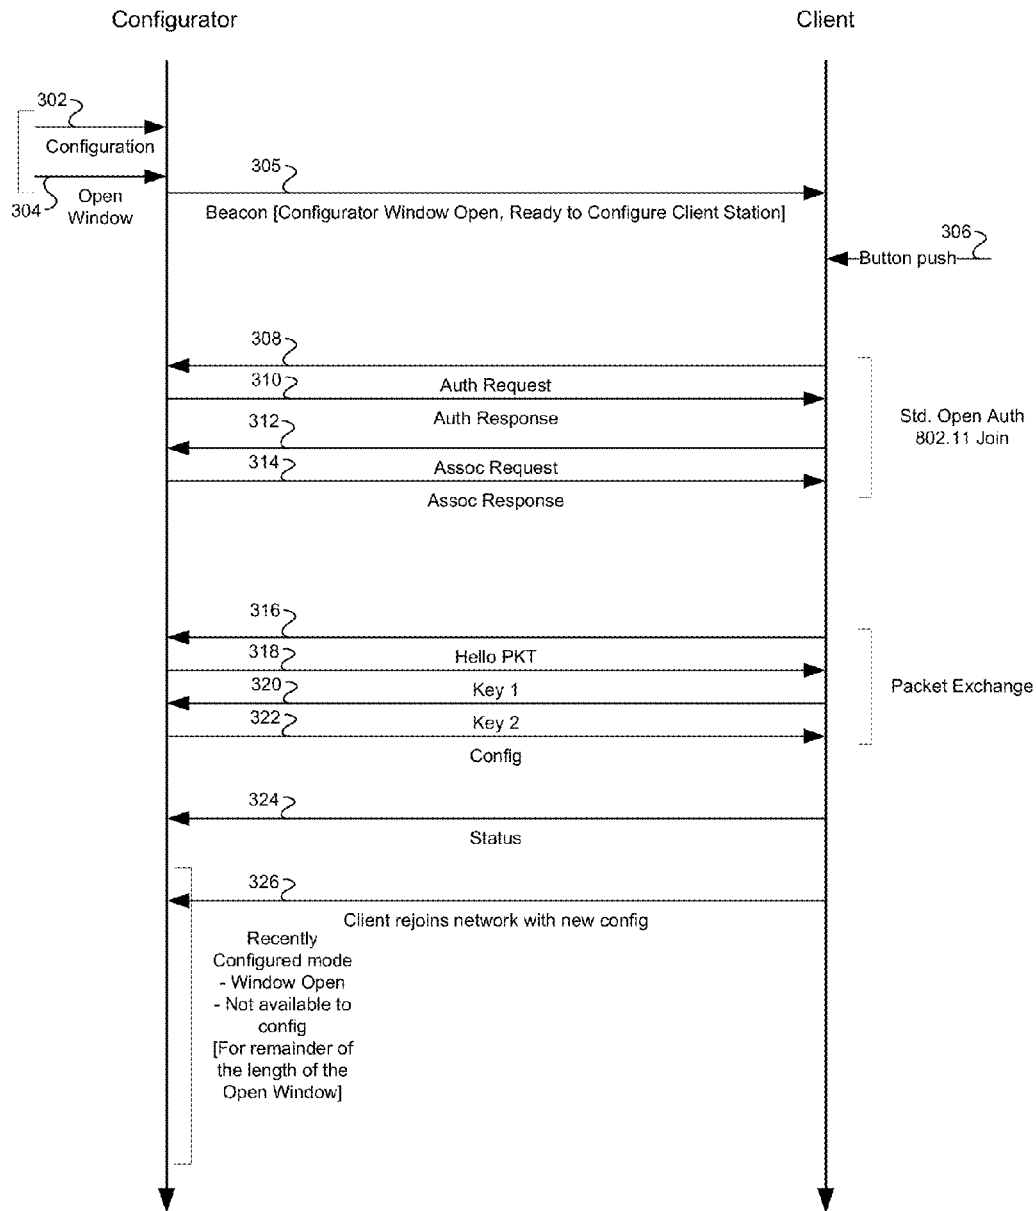 Configurator
Client
302
Configuration
304
Open
Window
305
Beacon [Configurator Window Open, Ready to Configure Client Station]
306
Button push
308
Auth Request
310
Auth Response
312
Assoc Request
314
Assoc Response
Std. Open Auth
802.11 Join
316
Hello PKT
318
Key 1
320
Key 2
322
Config
Packet Exchange
324
Status
326
Client rejoins network with new config
Recently
Configured mode
- Window Open
- Not available to
config
[For remainder of
the length of the
Open Window]